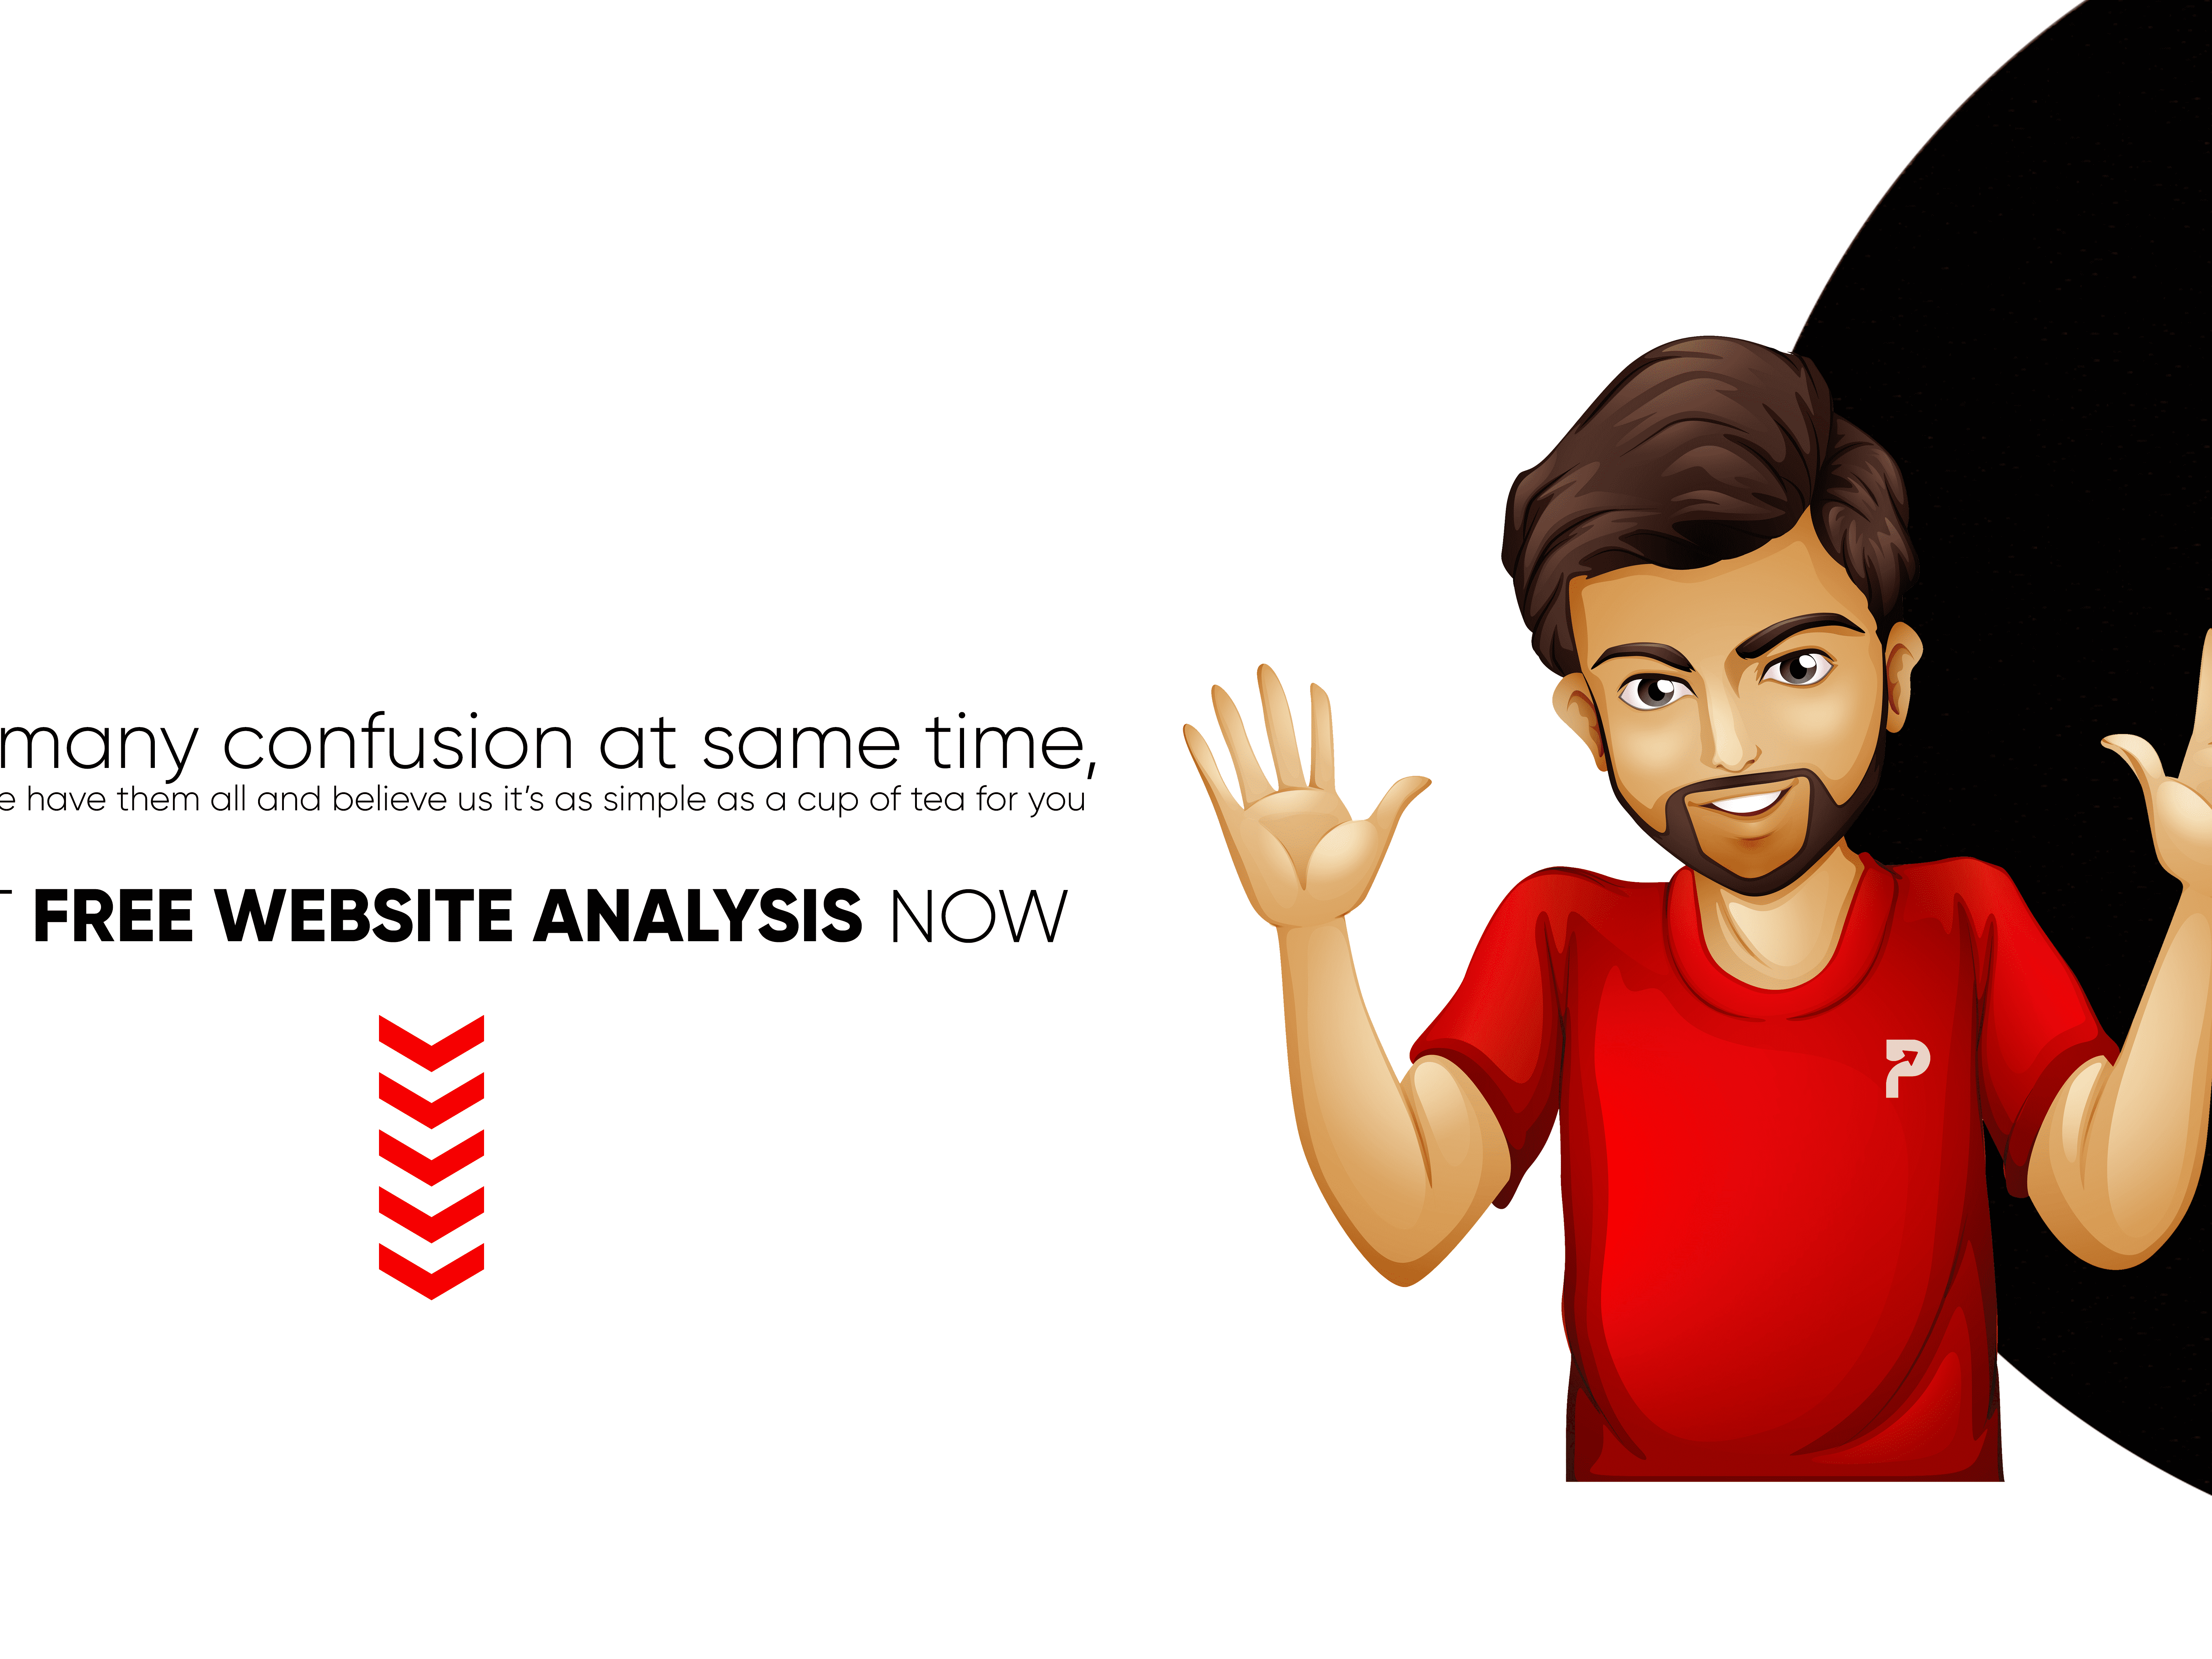 many confusion at same time,
have them all and believe us it's as simple as a cup of tea for you
FREE WEBSITE ANALYSIS NOW
P